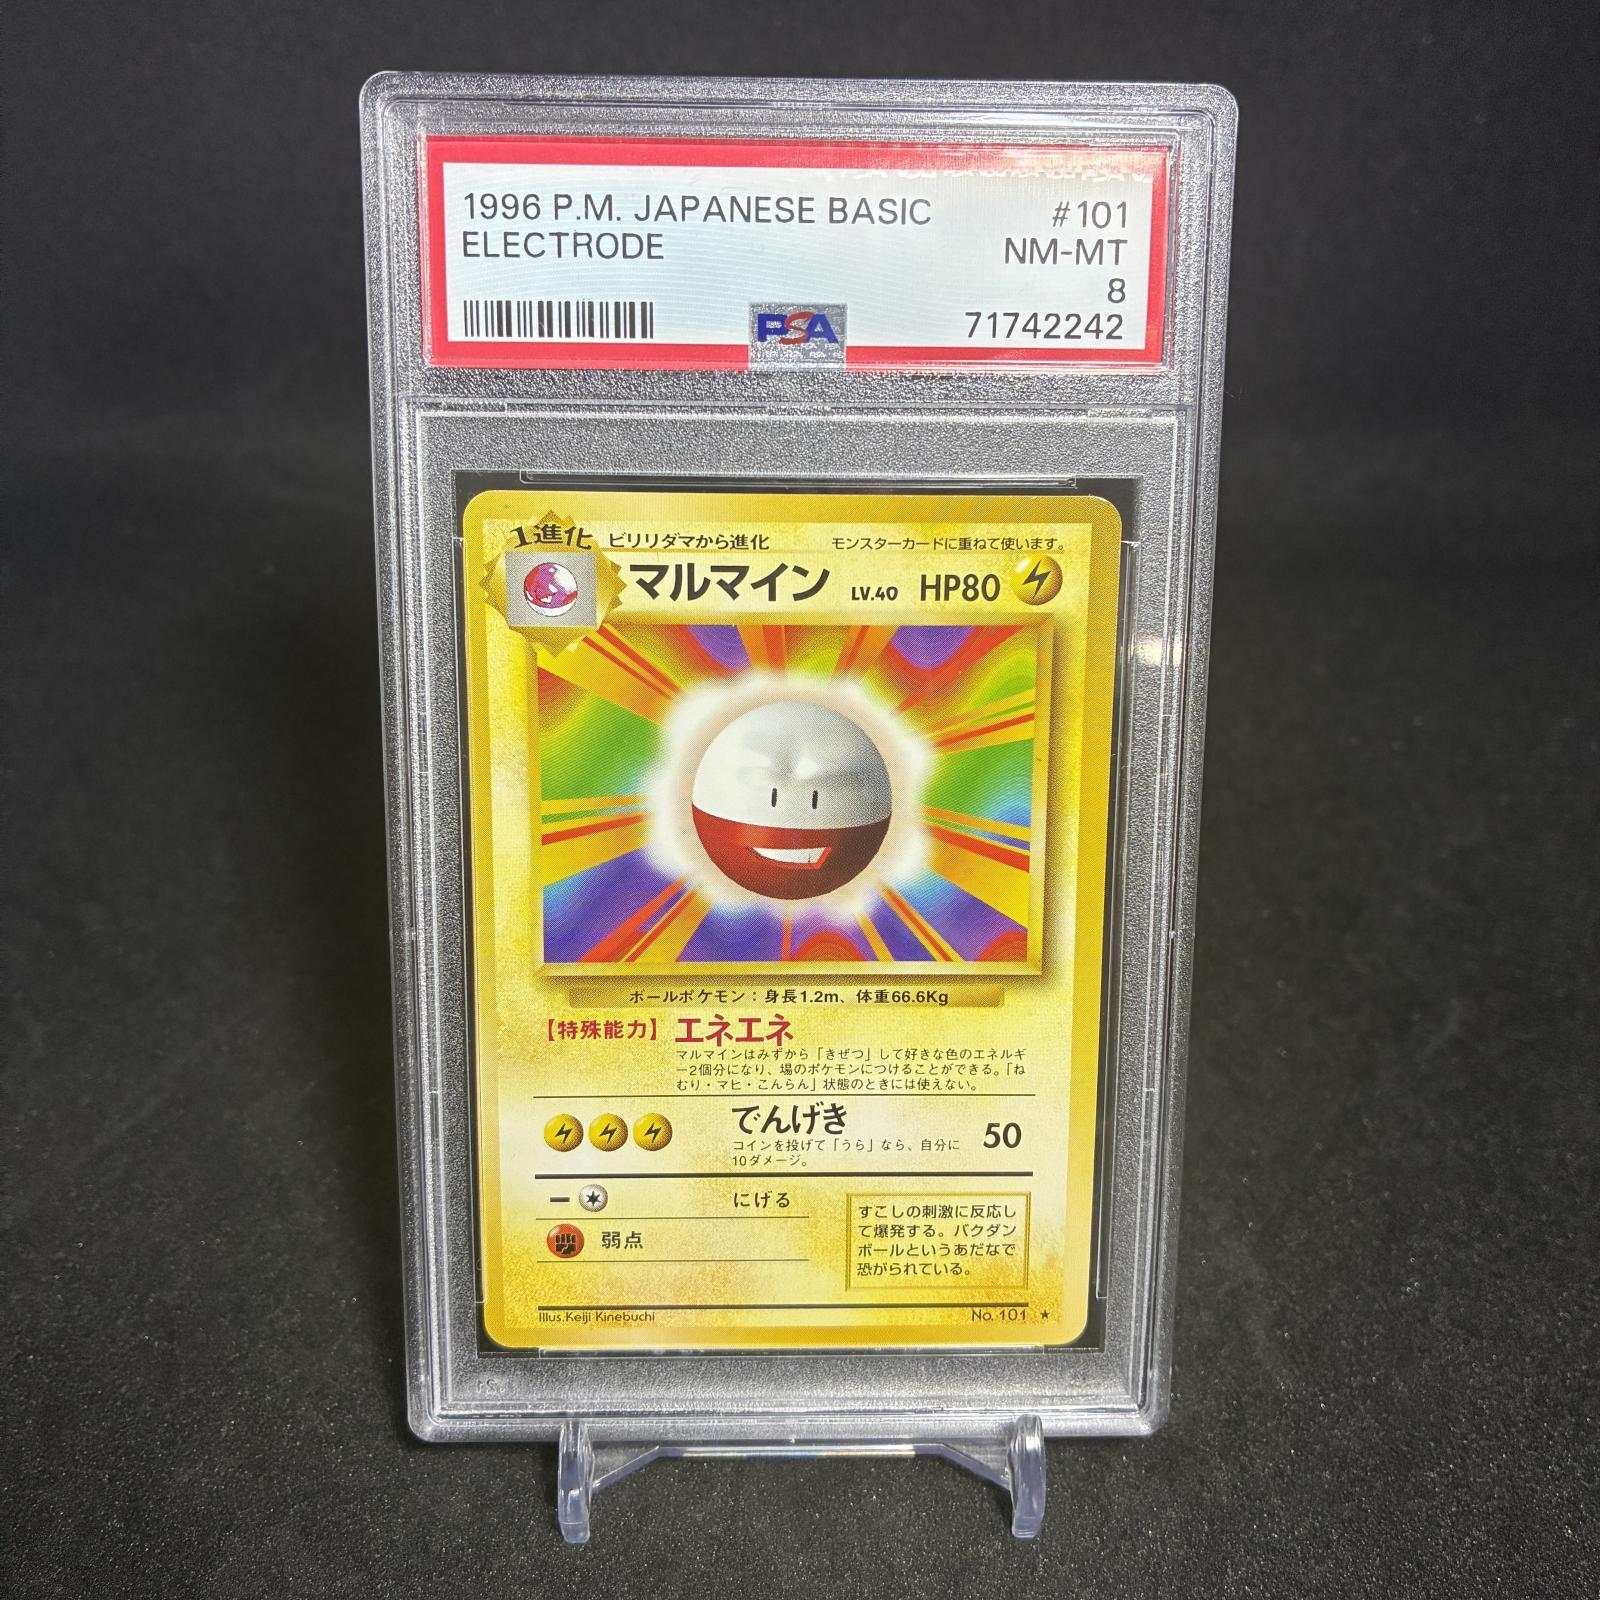 1996 P.M. JAPANESE BASIC #101
ELECTRODE NM-MT
8
PSA 71742242
1進化 ビリリダマから進化 モンスターカードに重ねて使います。
マルマイン LV.40 HP80
ボールポケモン：身長1.2m、体重66.6Kg
【特殊能力】 エネエネ
マルマインはみずから「きぜつ」して好きな色のエネルギ
ー2個分になり、場のポケモンにつけることができる。「ね
むり・マヒ・こんらん」状態のときには使えない。
でんげき 50
コインを投げて「うら」なら、自分に
10ダメージ。
ー にげる
弱点
すこしの刺激に反応し
て爆発する。バクダン
ボールというあだなで
恐がられている。
Illus.Keiji Kinebuchi No. 101 ★